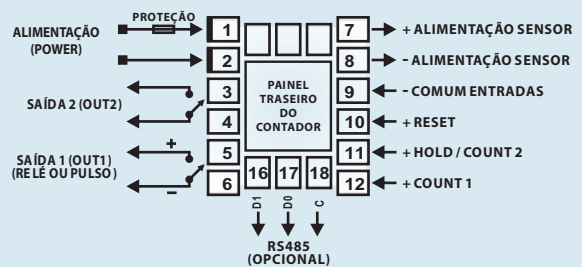 ALIMENTAÇÃO
(POWER)
PROTEÇÃO
1
2
SAÍDA 2 (OUT2)
3
4
SAÍDA 1 (OUT1)
(RELÉ OU PULSO)
+
–
5
6
PAINEL
TRASEIRO
DO
CONTADOR
16
17
18
D1
D0
C
RS485
(OPCIONAL)
7
+ ALIMENTAÇÃO SENSOR
8
- ALIMENTAÇÃO SENSOR
9
- COMUM ENTRADAS
10
+ RESET
11
+ HOLD / COUNT 2
12
+ COUNT 1